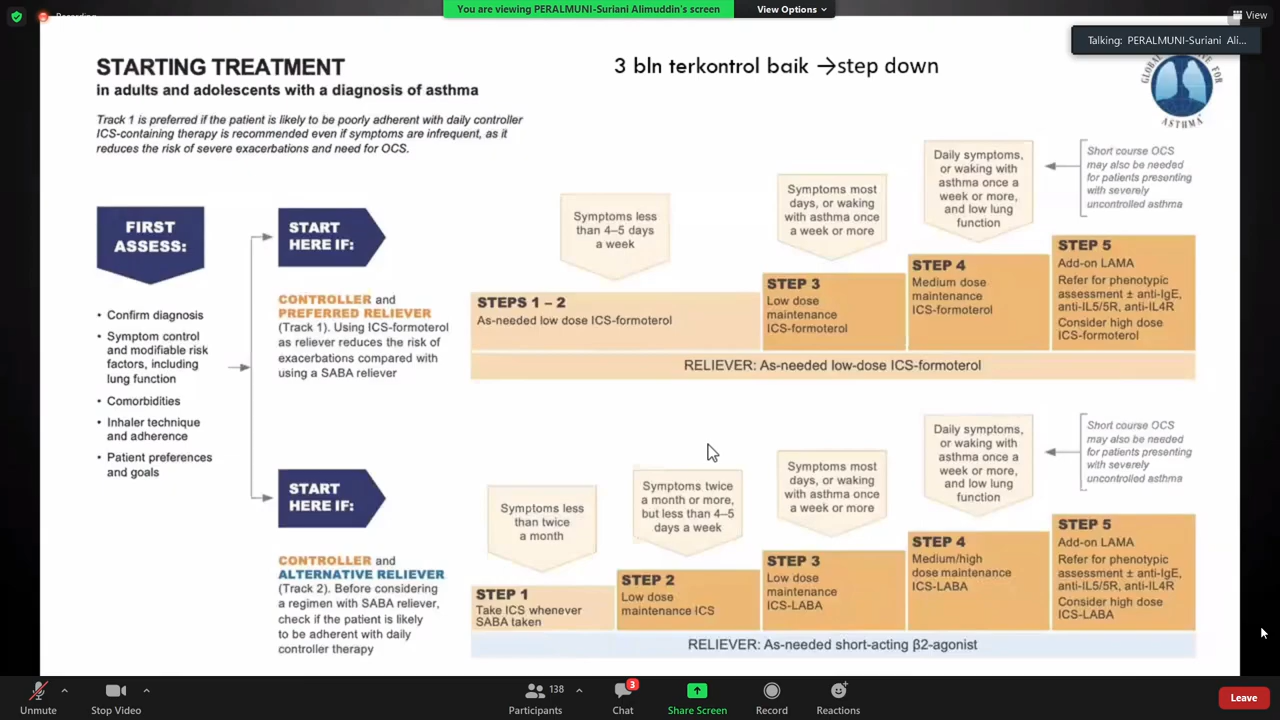 You are viewing PERALMUNI-Suriani Alimuddin's screen
View Options
View
Recording
Talking: PERALMUNI-Suriani Ali...
STARTING TREATMENT
in adults and adolescents with a diagnosis of asthma
3 bln terkontrol baik →step down
Track 1 is preferred if the patient is likely to be poorly adherent with daily controller
ICS-containing therapy is recommended even if symptoms are infrequent, as it
reduces the risk of severe exacerbations and need for OCS.
FOR
ASTHMA
FIRST
ASSESS:
• Confirm diagnosis
• Symptom control
and modifiable risk
factors, including
lung function
• Comorbidities
• Inhaler technique
and adherence
• Patient preferences
and goals
START
HERE IF:
CONTROLLER and
PREFERRED RELIEVER
(Track 1). Using ICS-formoterol
as reliever reduces the risk of
exacerbations compared with
using a SABA reliever
Symptoms less
than 4–5 days
a week
Symptoms most
days, or waking
with asthma once
a week or more
Daily symptoms,
or waking with
asthma once a
week or more,
and low lung
function
Short course OCS
may also be needed
for patients presenting
with severely
uncontrolled asthma
STEPS 1 – 2
As-needed low dose ICS-formoterol
STEP 3
Low dose
maintenance
ICS-formoterol
STEP 4
Medium dose
maintenance
ICS-formoterol
STEP 5
Add-on LAMA
Refer for phenotypic
assessment ± anti-IgE,
anti-IL5/5R, anti-IL4R
Consider high dose
ICS-formoterol
RELIEVER: As-needed low-dose ICS-formoterol
START
HERE IF:
CONTROLLER and
ALTERNATIVE RELIEVER
(Track 2). Before considering
a regimen with SABA reliever,
check if the patient is likely
to be adherent with daily
controller therapy
Symptoms less
than twice
a month
Symptoms twice
a month or more,
but less than 4–5
days a week
Symptoms most
days, or waking
with asthma once
a week or more
Daily symptoms,
or waking with
asthma once a
week or more,
and low lung
function
Short course OCS
may also be needed
for patients presenting
with severely
uncontrolled asthma
STEP 1
Take ICS whenever
SABA taken
STEP 2
Low dose
maintenance ICS
STEP 3
Low dose
maintenance
ICS-LABA
STEP 4
Medium/high
dose maintenance
ICS-LABA
STEP 5
Add-on LAMA
Refer for phenotypic
assessment ± anti-IgE,
anti-IL5/5R, anti-IL4R
Consider high dose
ICS-LABA
RELIEVER: As-needed short-acting β2-agonist
Unmute
Stop Video
138
Participants
3
Chat
Share Screen
Record
Reactions
Leave